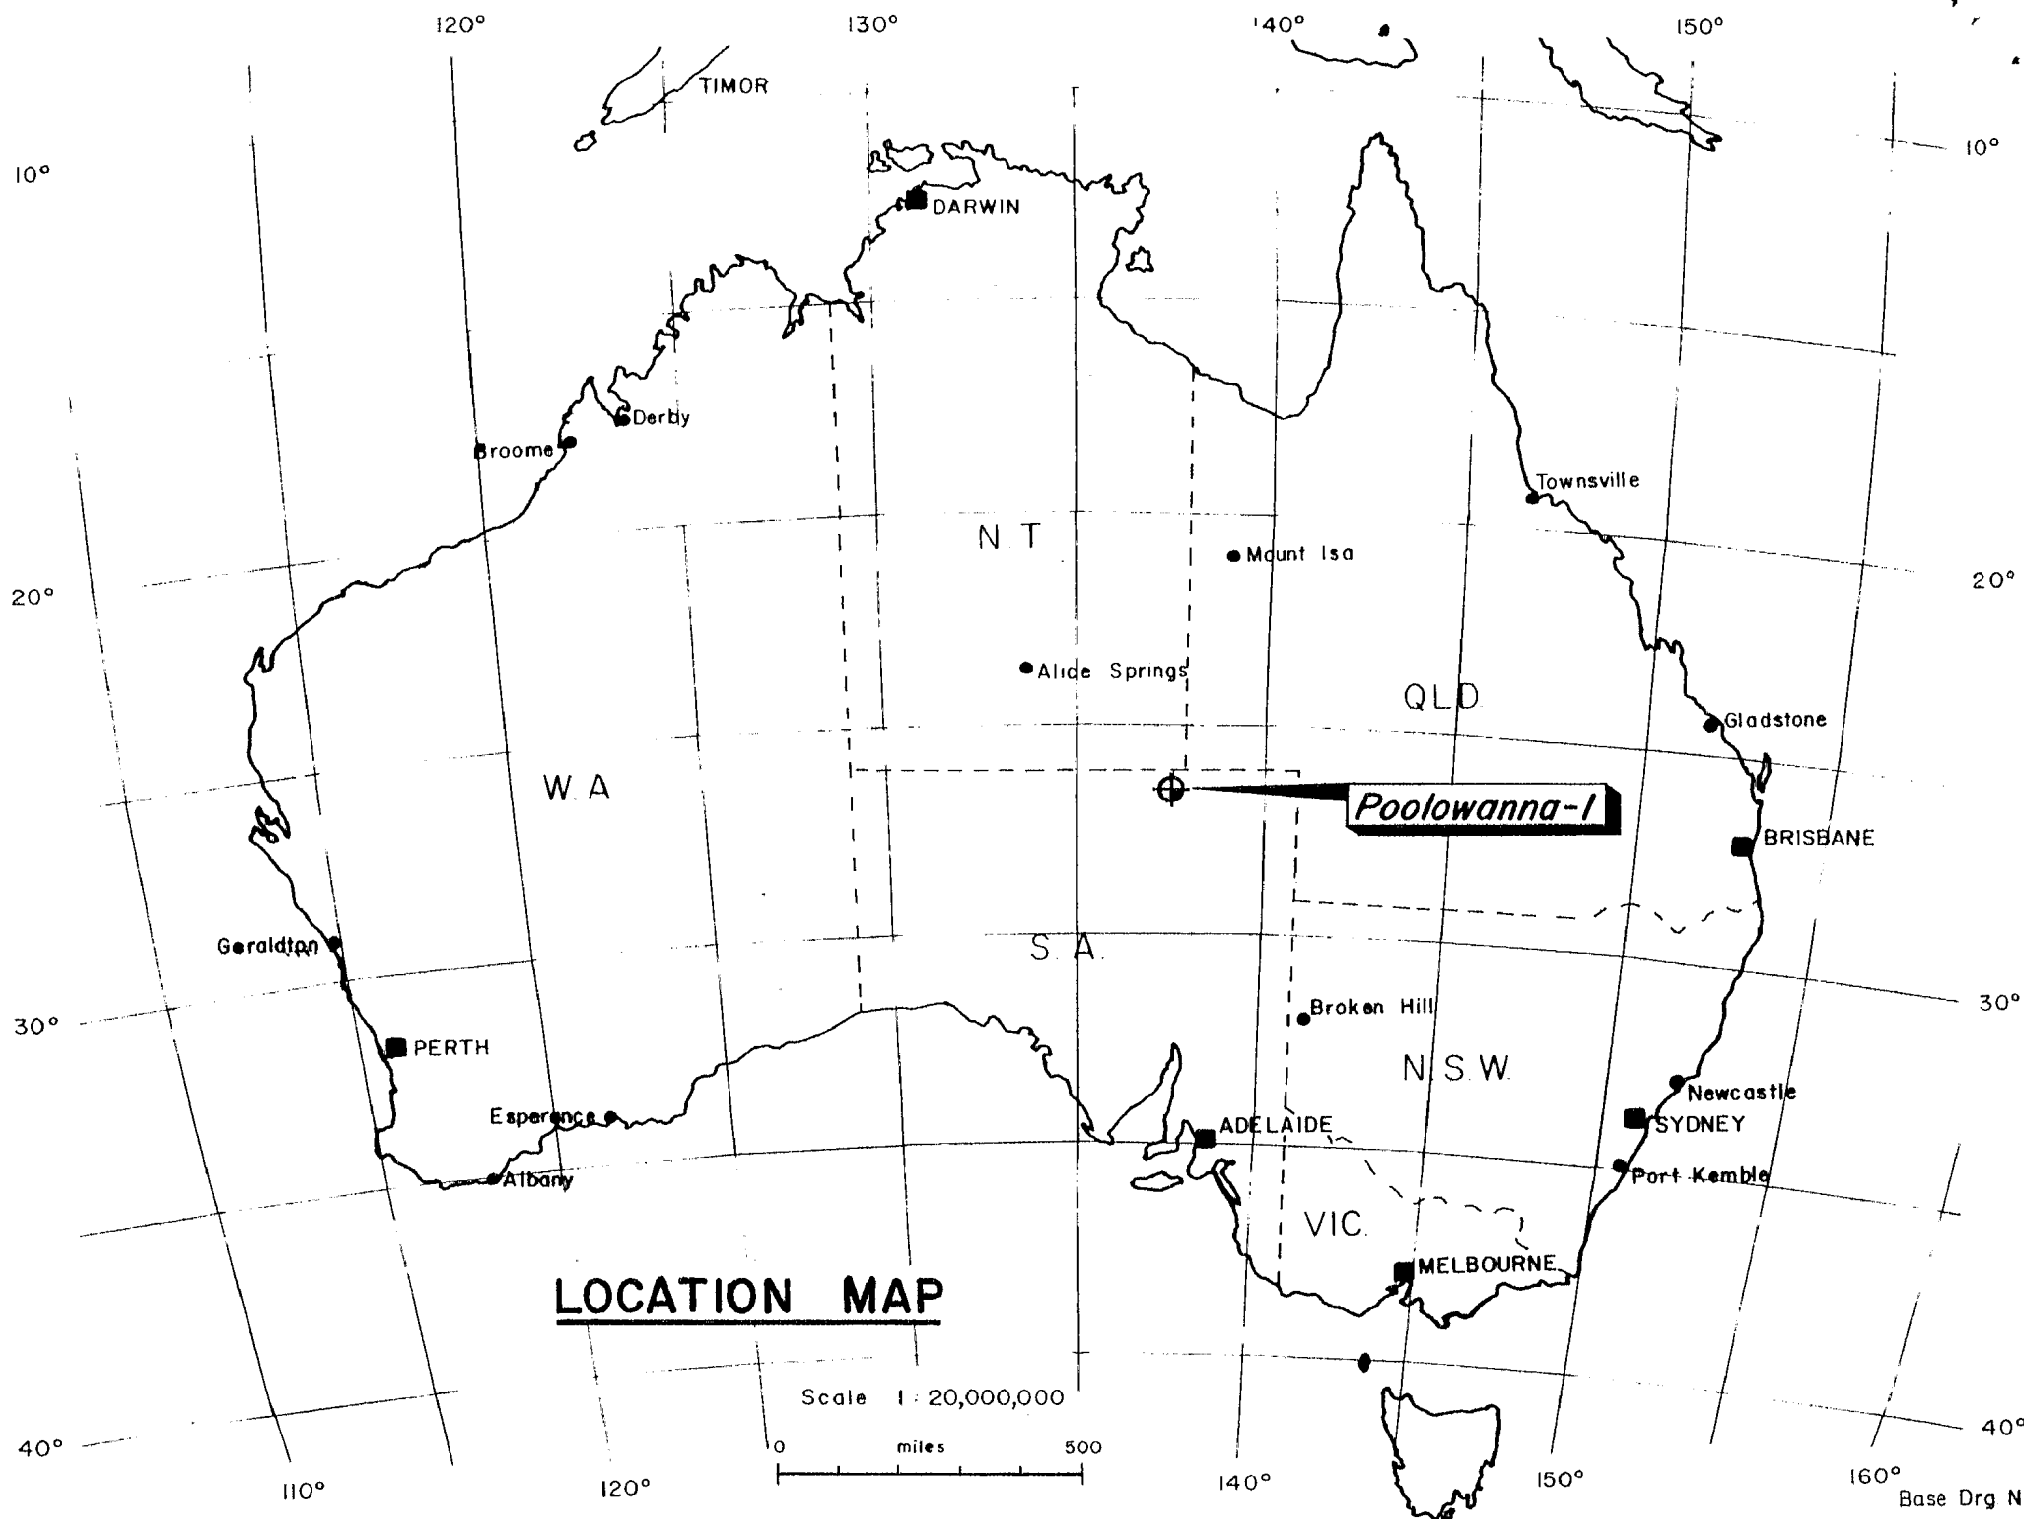 120° 130° 140° 150°
TIMOR
10° 10°
DARWIN
Derby
Broome
Townsville
N. T
Mount Isa
20° 20°
Alice Springs
QLD.
Gladstone
W. A
Poolowanna-1
BRISBANE
Geraldton
S. A.
30° 30°
Broken Hill
PERTH
N. S. W.
Newcastle
Esperance
ADELAIDE
SYDNEY
Albany
Port Kemble
VIC.
MELBOURNE
LOCATION MAP
Scale 1 : 20,000,000
40° 40°
0 miles 500
110° 120° 140° 150° 160°
Base Drg. N